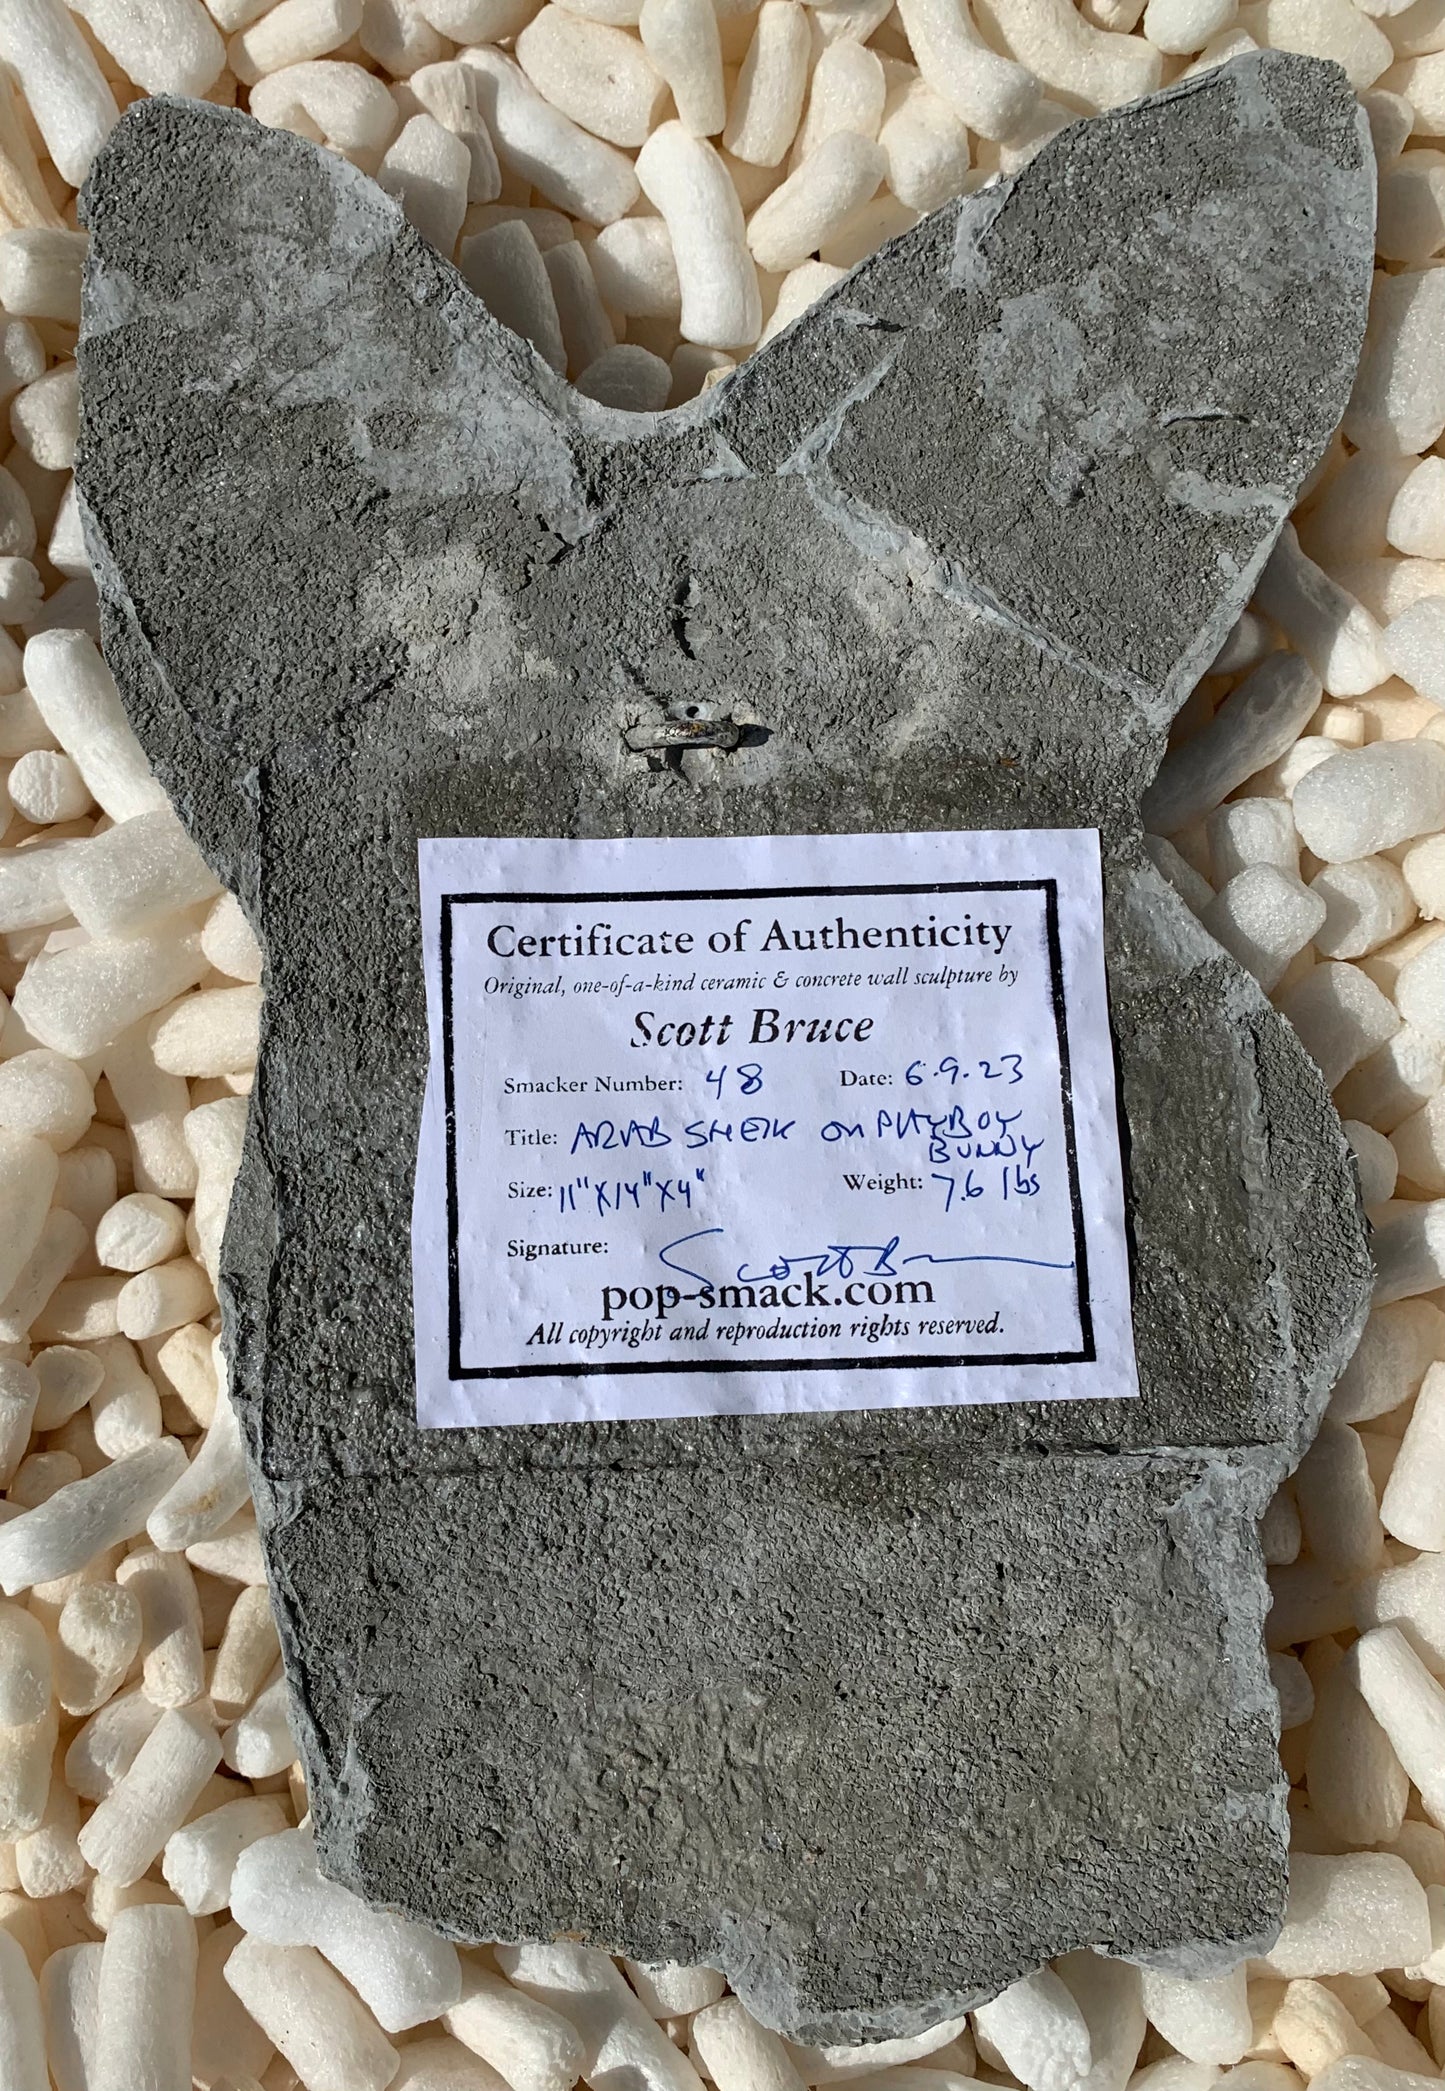 Certificate of Authenticity
Original, one-of-a-kind ceramic & concrete wall sculpture by
Scott Bruce
Smacker Number: 48 Date: 6.9.23
Title: ARAB SHEIK on PLAYBOY
BUNNY
Size: 11"X14"X4" Weight: 7.6 lbs
Signature: Scott B
pop-smack.com
All copyright and reproduction rights reserved.